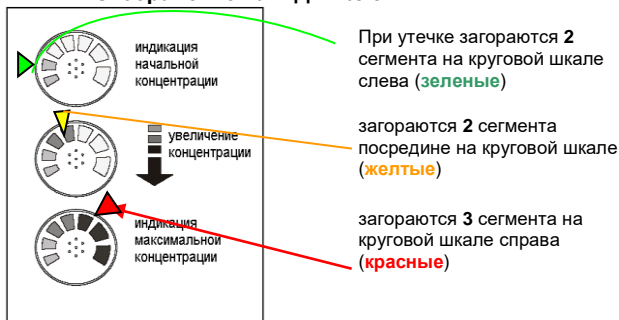 индикация
начальной
концентрации
увеличение
концентрации
индикация
максимальной
концентрации
При утечке загораются 2
сегмента на круговой шкале
слева (зеленые)
загораются 2 сегмента
посредине на круговой шкале
(желтые)
загораются 3 сегмента на
круговой шкале справа
(красные)